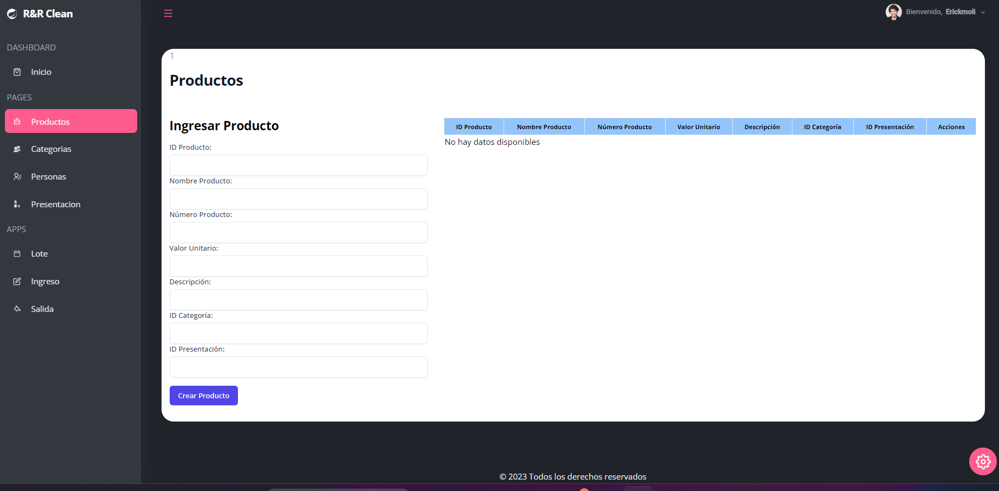 R&R Clean
Bienvenido, Erickmoli
DASHBOARD
Inicio
PAGES
Productos
Categorias
Personas
Presentacion
APPS
Lote
Ingreso
Salida
1
Productos
Ingresar Producto
ID Producto:
Nombre Producto:
Número Producto:
Valor Unitario:
Descripción:
ID Categoría:
ID Presentación:
Crear Producto
ID Producto Nombre Producto Número Producto Valor Unitario Descripción ID Categoría ID Presentación Acciones
No hay datos disponibles
© 2023 Todos los derechos reservados